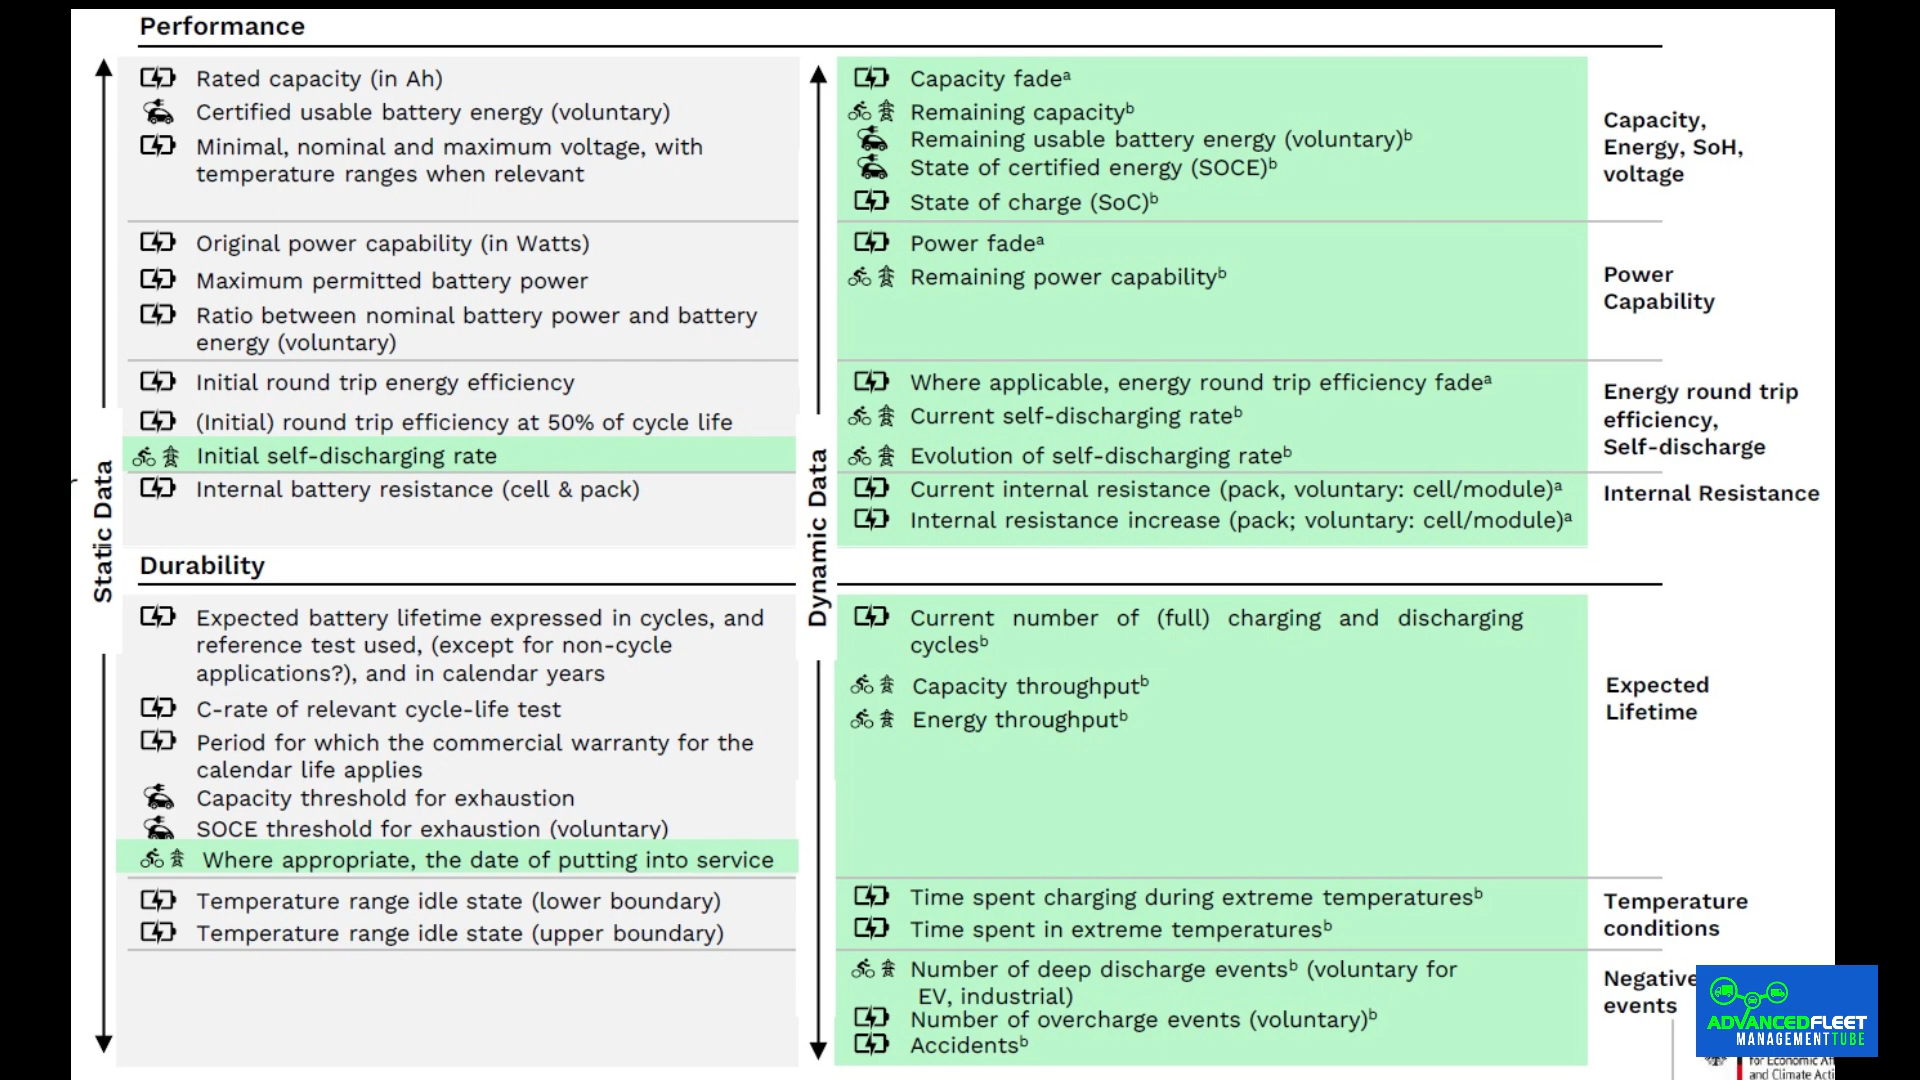 Performance
Static Data
Rated capacity (in Ah)
Certified usable battery energy (voluntary)
Minimal, nominal and maximum voltage, with
temperature ranges when relevant
Original power capability (in Watts)
Maximum permitted battery power
Ratio between nominal battery power and battery
energy (voluntary)
Initial round trip energy efficiency
(Initial) round trip efficiency at 50% of cycle life
Initial self-discharging rate
Internal battery resistance (cell & pack)
Dynamic Data
Capacity fadeᵃ
Remaining capacityᵇ
Remaining usable battery energy (voluntary)ᵇ
State of certified energy (SOCE)ᵇ
State of charge (SoC)ᵇ
Power fadeᵃ
Remaining power capabilityᵇ
Where applicable, energy round trip efficiency fadeᵃ
Current self-discharging rateᵇ
Evolution of self-discharging rateᵇ
Current internal resistance (pack, voluntary: cell/module)ᵃ
Internal resistance increase (pack; voluntary: cell/module)ᵃ
Capacity,
Energy, SoH,
voltage
Power
Capability
Energy round trip
efficiency,
Self-discharge
Internal Resistance
Durability
Expected battery lifetime expressed in cycles, and
reference test used, (except for non-cycle
applications?), and in calendar years
C-rate of relevant cycle-life test
Period for which the commercial warranty for the
calendar life applies
Capacity threshold for exhaustion
SOCE threshold for exhaustion (voluntary)
Where appropriate, the date of putting into service
Temperature range idle state (lower boundary)
Temperature range idle state (upper boundary)
Current number of (full) charging and discharging
cyclesᵇ
Capacity throughputᵇ
Energy throughputᵇ
Time spent charging during extreme temperaturesᵇ
Time spent in extreme temperaturesᵇ
Number of deep discharge eventsᵇ (voluntary for
EV, industrial)
Number of overcharge events (voluntary)ᵇ
Accidentsᵇ
Expected
Lifetime
Temperature
conditions
Negative
events
ADVANCEDFLEET
MANAGEMENTTUBE
for Economic
and Climate